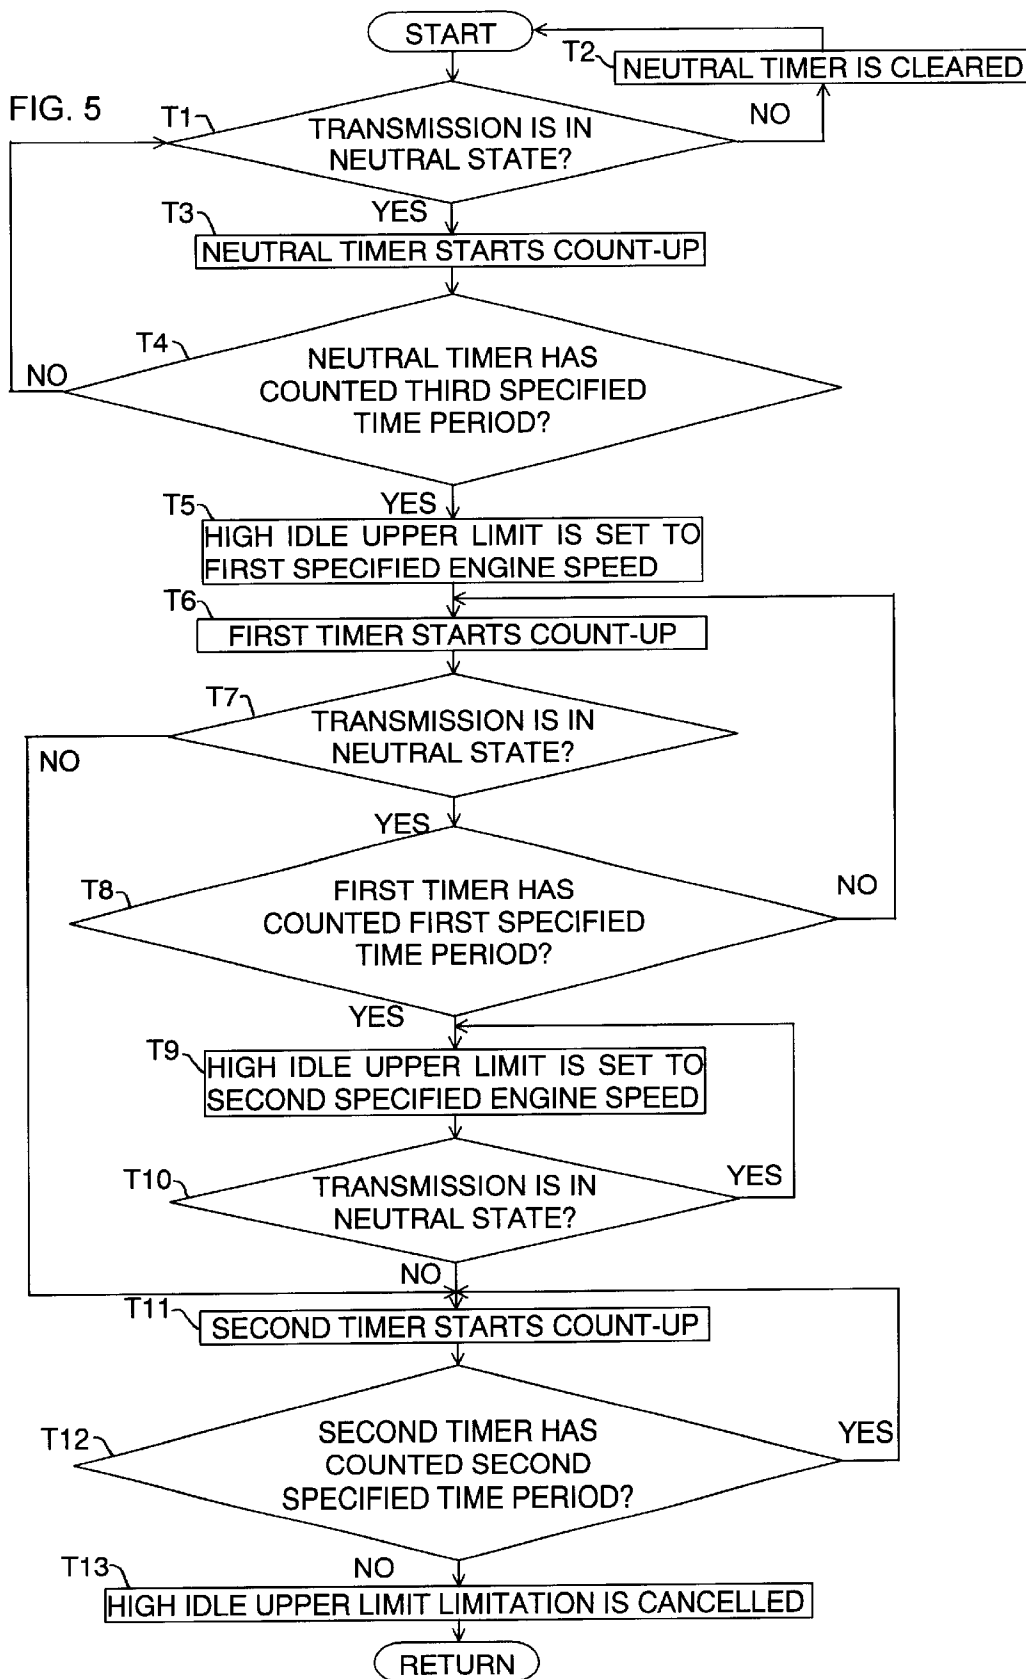 START
T2
NEUTRAL TIMER IS CLEARED
FIG. 5
T1
TRANSMISSION IS IN
NEUTRAL STATE?
NO
YES
T3
NEUTRAL TIMER STARTS COUNT-UP
T4
NEUTRAL TIMER HAS
COUNTED THIRD SPECIFIED
TIME PERIOD?
NO
YES
T5
HIGH IDLE UPPER LIMIT IS SET TO
FIRST SPECIFIED ENGINE SPEED
T6
FIRST TIMER STARTS COUNT-UP
T7
TRANSMISSION IS IN
NEUTRAL STATE?
NO
YES
T8
FIRST TIMER HAS
COUNTED FIRST SPECIFIED
TIME PERIOD?
NO
YES
T9
HIGH IDLE UPPER LIMIT IS SET TO
SECOND SPECIFIED ENGINE SPEED
T10
TRANSMISSION IS IN
NEUTRAL STATE?
YES
NO
T11
SECOND TIMER STARTS COUNT-UP
T12
SECOND TIMER HAS
COUNTED SECOND
SPECIFIED TIME PERIOD?
YES
NO
T13
HIGH IDLE UPPER LIMIT LIMITATION IS CANCELLED
RETURN